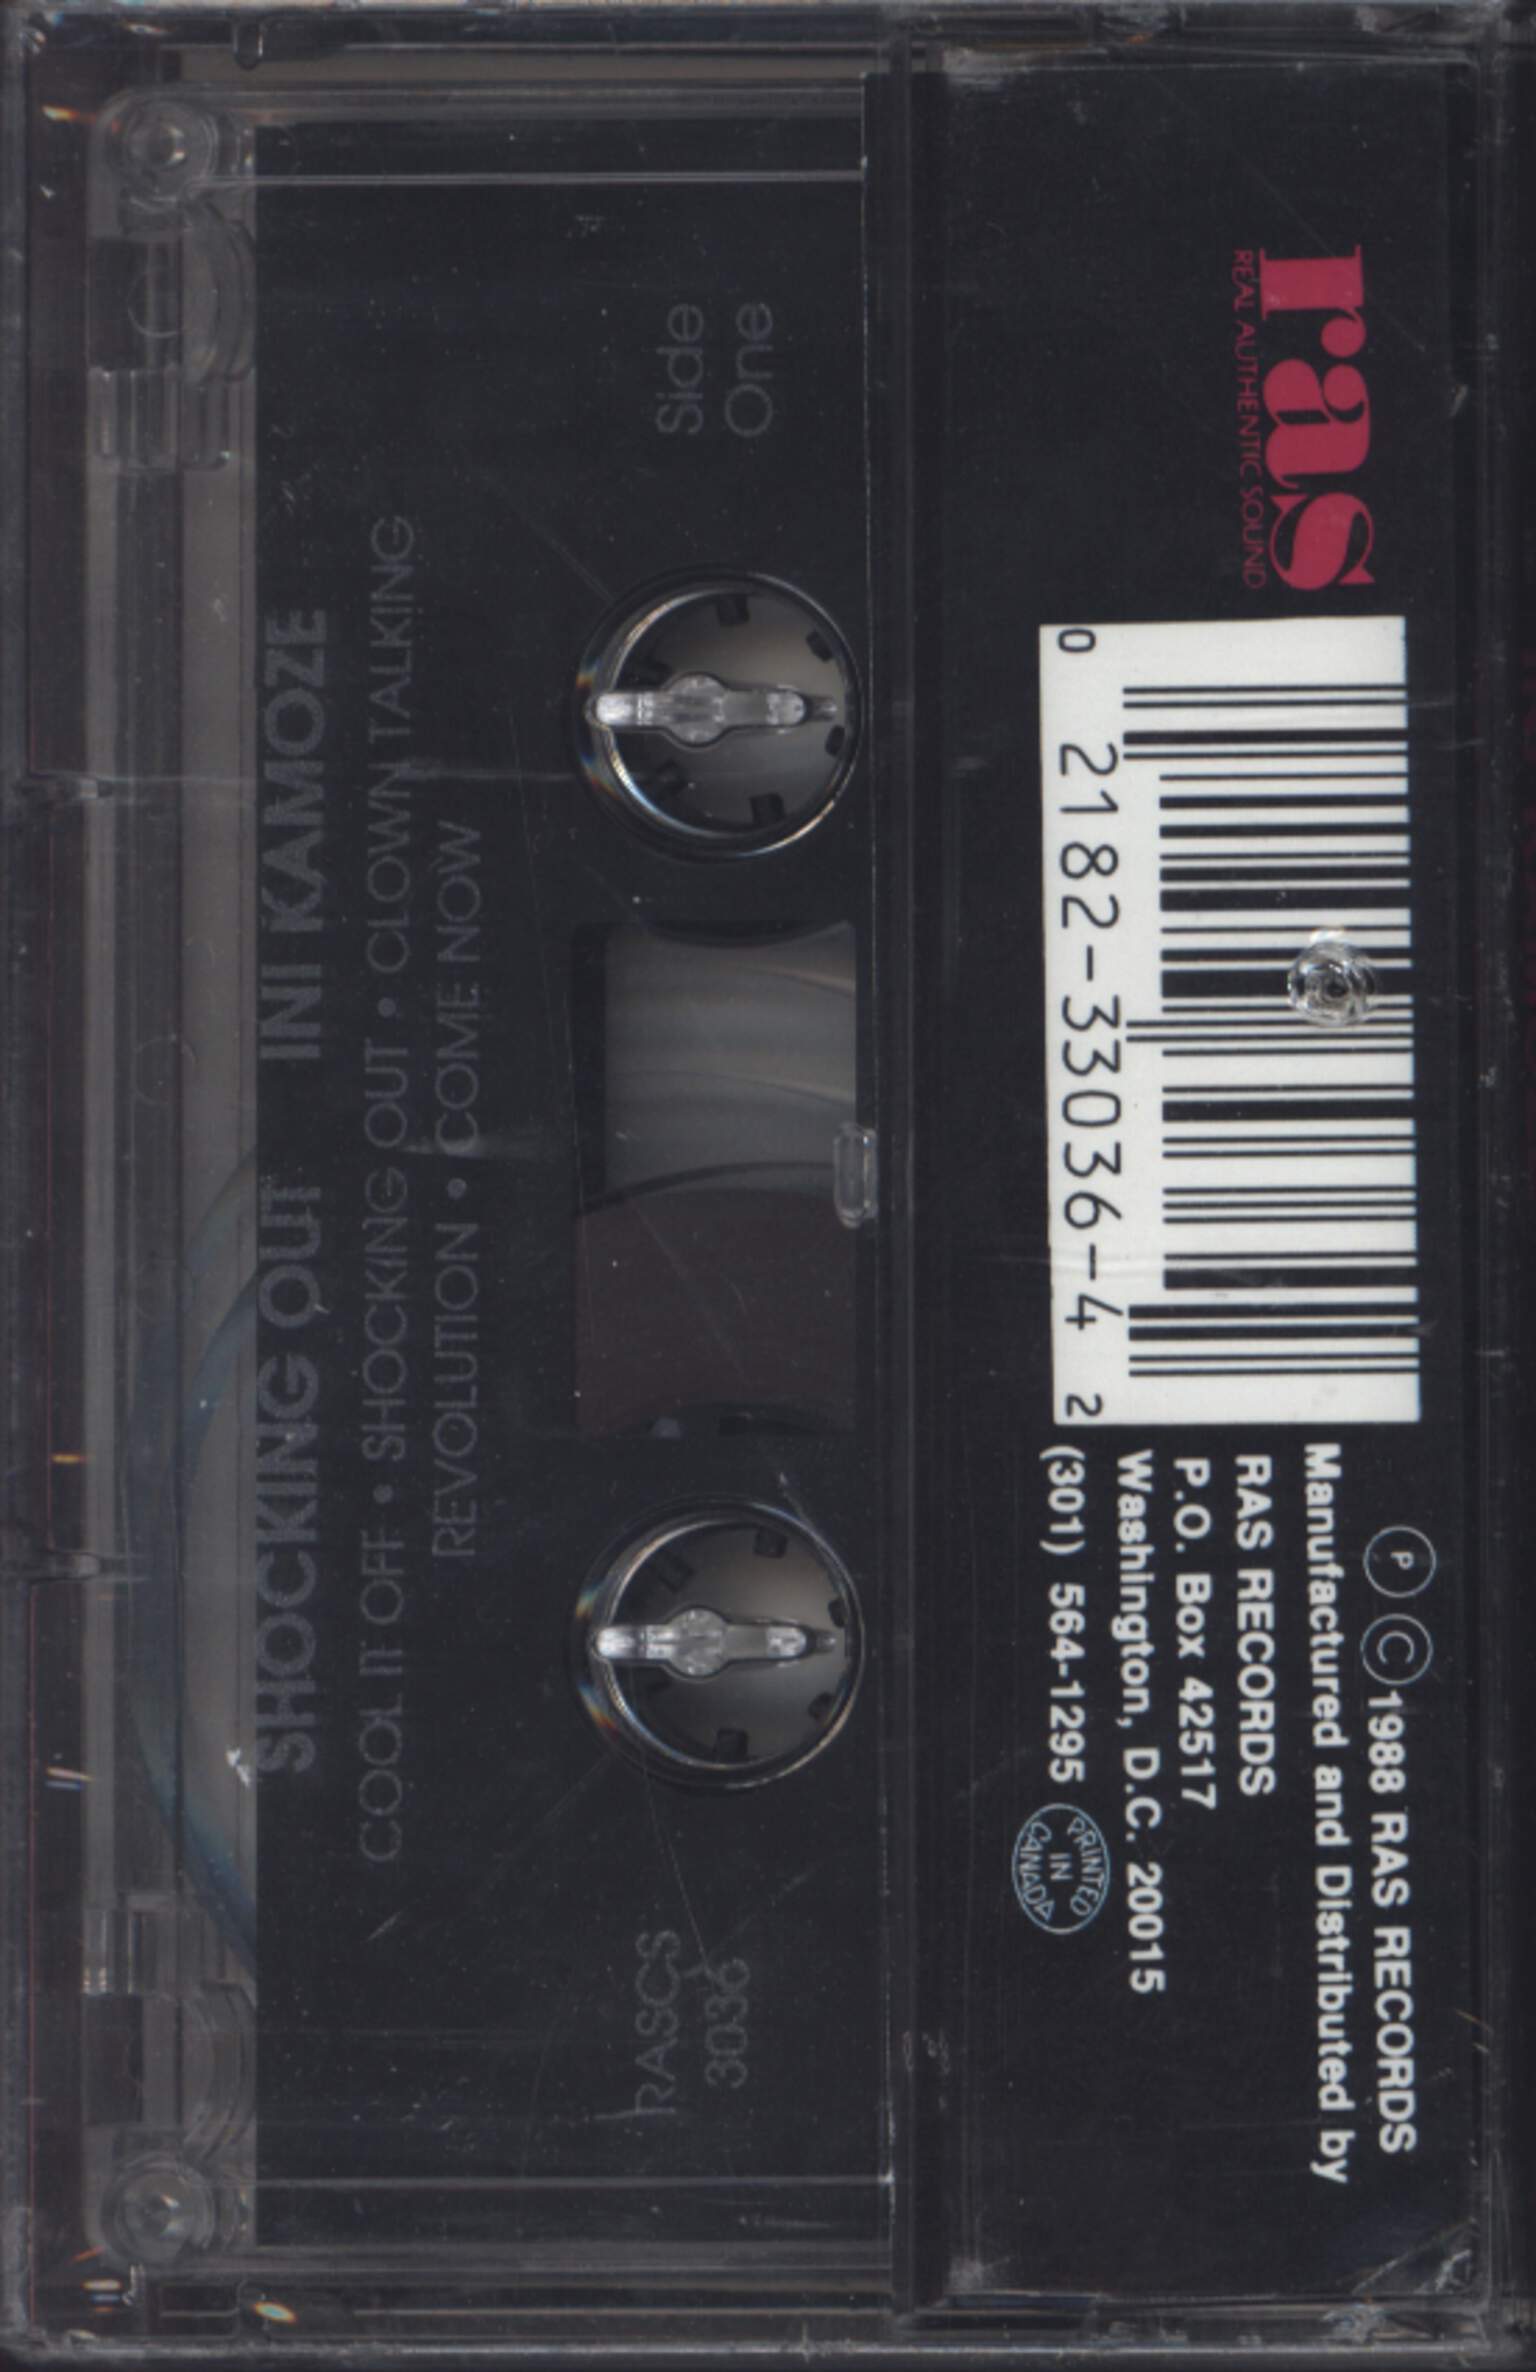 ras
REAL AUTHENTIC SOUND
0 2182-33036-4 2
Ⓟ Ⓒ 1988 RAS RECORDS
Manufactured and Distributed by
RAS RECORDS
P.O. Box 42517
Washington, D.C. 20015
(301) 564-1295
PRINTED
IN
CANADA
SHOCKING OUT INI KAMOZE
COOL IT OFF • SHOCKING OUT • CLOWN TALKING
REVOLUTION • COME NOW
RASCS
3036
Side
One